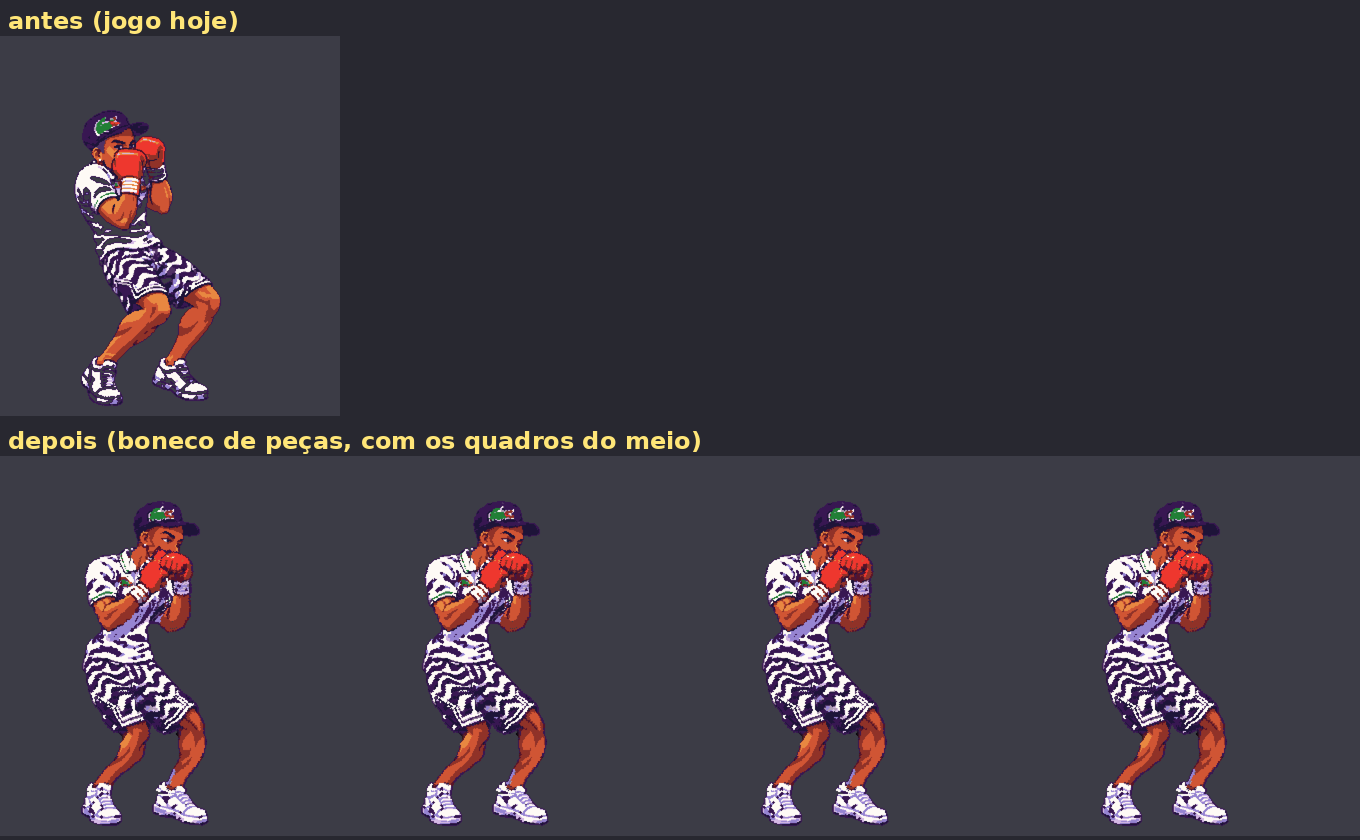 antes (jogo hoje)
depois (boneco de peças, com os quadros do meio)